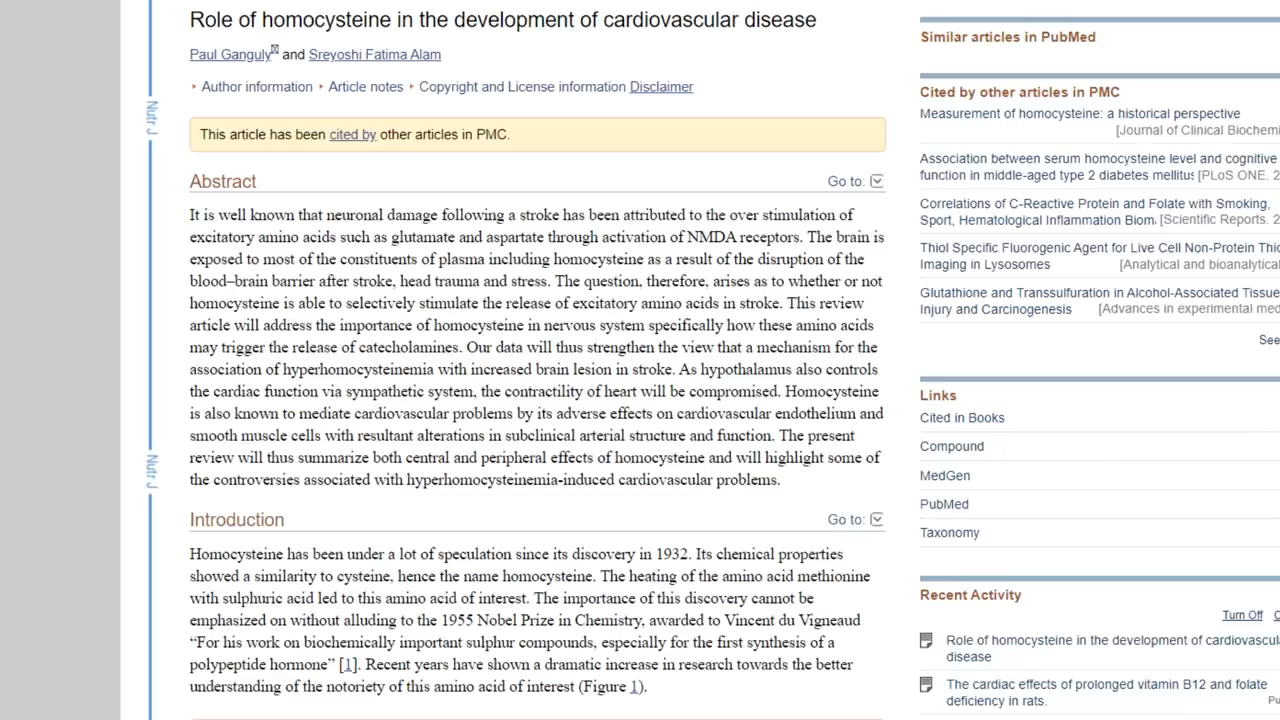 Role of homocysteine in the development of cardiovascular disease
Paul Ganguly and Sreyoshi Fatima Alam
Author information Article notes Copyright and License information Disclaimer
This article has been cited by other articles in PMC.
Abstract Go to:
It is well known that neuronal damage following a stroke has been attributed to the over stimulation of
excitatory amino acids such as glutamate and aspartate through activation of NMDA receptors. The brain is
exposed to most of the constituents of plasma including homocysteine as a result of the disruption of the
blood–brain barrier after stroke, head trauma and stress. The question, therefore, arises as to whether or not
homocysteine is able to selectively stimulate the release of excitatory amino acids in stroke. This review
article will address the importance of homocysteine in nervous system specifically how these amino acids
may trigger the release of catecholamines. Our data will thus strengthen the view that a mechanism for the
association of hyperhomocysteinemia with increased brain lesion in stroke. As hypothalamus also controls
the cardiac function via sympathetic system, the contractility of heart will be compromised. Homocysteine
is also known to mediate cardiovascular problems by its adverse effects on cardiovascular endothelium and
smooth muscle cells with resultant alterations in subclinical arterial structure and function. The present
review will thus summarize both central and peripheral effects of homocysteine and will highlight some of
the controversies associated with hyperhomocysteinemia-induced cardiovascular problems.
Introduction Go to:
Homocysteine has been under a lot of speculation since its discovery in 1932. Its chemical properties
showed a similarity to cysteine, hence the name homocysteine. The heating of the amino acid methionine
with sulphuric acid led to this amino acid of interest. The importance of this discovery cannot be
emphasized on without alluding to the 1955 Nobel Prize in Chemistry, awarded to Vincent du Vigneaud
“For his work on biochemically important sulphur compounds, especially for the first synthesis of a
polypeptide hormone” [1]. Recent years have shown a dramatic increase in research towards the better
understanding of the notoriety of this amino acid of interest (Figure 1).
Nutr J
Nutr J
Similar articles in PubMed
Cited by other articles in PMC
Measurement of homocysteine: a historical perspective
[Journal of Clinical Biochemi
Association between serum homocysteine level and cognitive
function in middle-aged type 2 diabetes mellitus [PLoS ONE. 2
Correlations of C-Reactive Protein and Folate with Smoking,
Sport, Hematological Inflammation Biom. [Scientific Reports. 2
Thiol Specific Fluorogenic Agent for Live Cell Non-Protein Thio
Imaging in Lysosomes [Analytical and bioanalytical
Glutathione and Transsulfuration in Alcohol-Associated Tissue
Injury and Carcinogenesis [Advances in experimental med
See
Links
Cited in Books
Compound
MedGen
PubMed
Taxonomy
Recent Activity
Turn Off C
Role of homocysteine in the development of cardiovascula
disease
The cardiac effects of prolonged vitamin B12 and folate
deficiency in rats. Pu